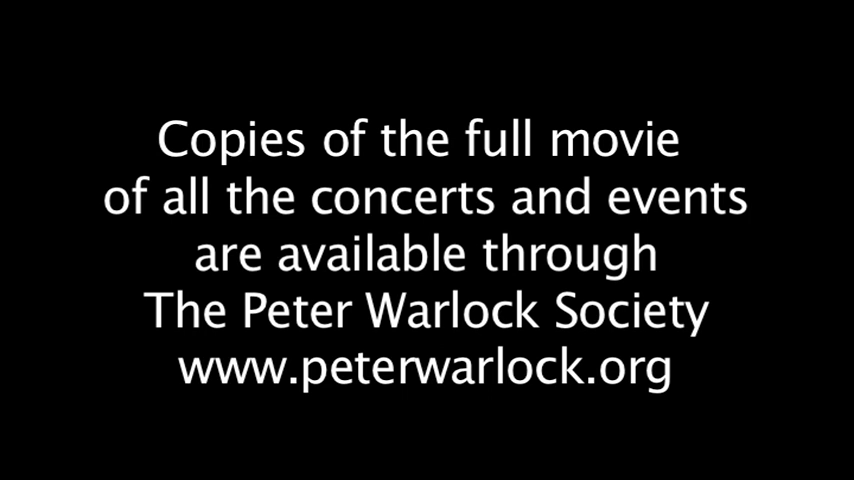 Copies of the full movie
of all the concerts and events
are available through
The Peter Warlock Society
www.peterwarlock.org